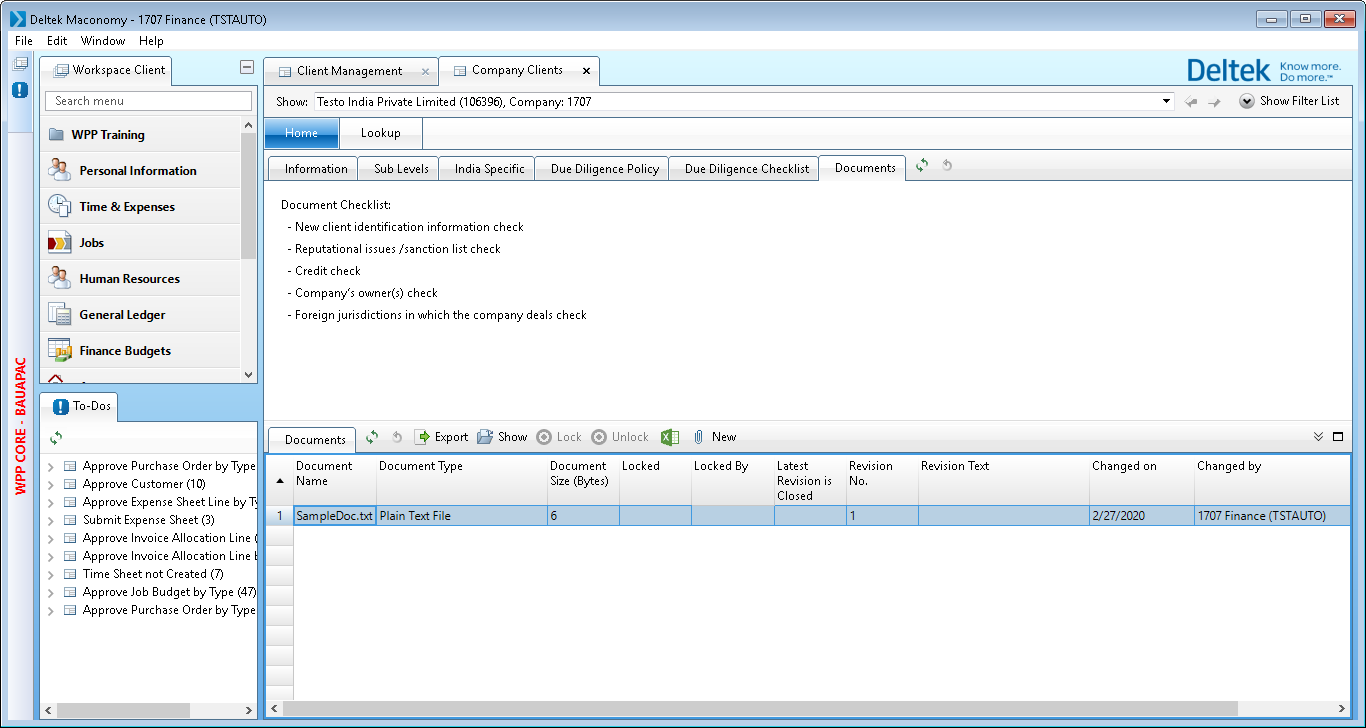 Deltek Maconomy - 1707 Finance (TSTAUTO)
File Edit Window Help
Workspace Client
Client Management
Company Clients
Deltek Know more. Do more.™
Search menu
Show: Testo India Private Limited (106396), Company: 1707
Show Filter List
Home Lookup
WPP Training
Personal Information
Time & Expenses
Jobs
Human Resources
General Ledger
Finance Budgets
Information Sub Levels India Specific Due Diligence Policy Due Diligence Checklist Documents
Document Checklist:
- New client identification information check
- Reputational issues /sanction list check
- Credit check
- Company's owner(s) check
- Foreign jurisdictions in which the company deals check
WPP CORE - BAUAPAC
To-Dos
Approve Purchase Order by Type
Approve Customer (10)
Approve Expense Sheet Line by Ty
Submit Expense Sheet (3)
Approve Invoice Allocation Line (
Approve Invoice Allocation Line b
Time Sheet not Created (7)
Approve Job Budget by Type (47)
Approve Purchase Order by Type
Documents Export Show Lock Unlock New
Document Name Document Type Document Size (Bytes) Locked Locked By Latest Revision is Closed Revision No. Revision Text Changed on Changed by
1 SampleDoc.txt Plain Text File 6 1 2/27/2020 1707 Finance (TSTAUTO)